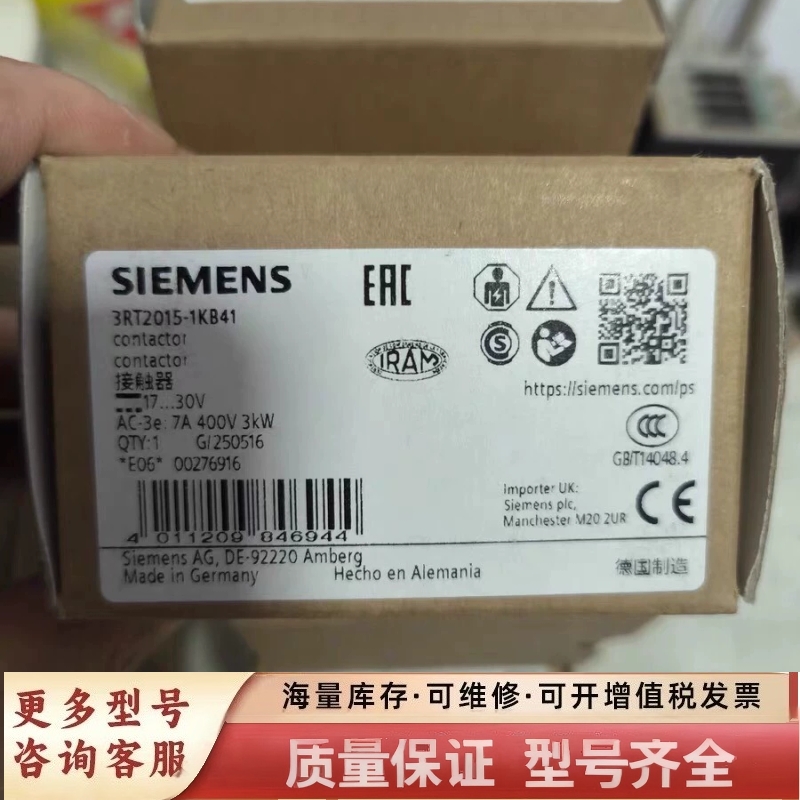 SIEMENS
EAC
3RT2015-1KB41
contactor
contactor
接触器
17...30V
AC-3e: 7A 400V 3kW
QTY:1 G/250516
*E06* 00276916
IRAM
S
https://siemens.com/ps
CCC
GB/T14048.4
Importer UK:
Siemens plc,
Manchester M20 2UR
CE
4 011209 846944
Siemens AG, DE-92220 Amberg
Made in Germany Hecho en Alemania
德国制造
更多型号
咨询客服
海量库存·可维修·可开增值税发票
质量保证 型号齐全